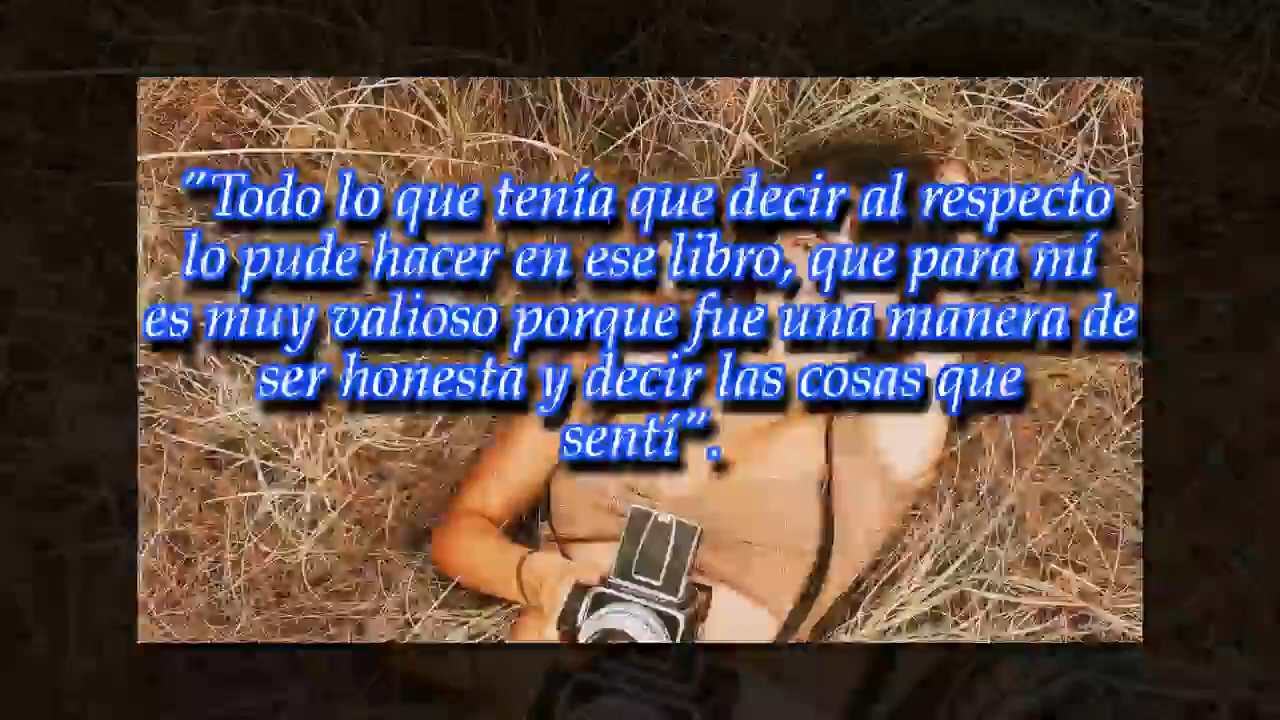 "Todo lo que tenía que decir al respecto
lo pude hacer en ese libro, que para mí
es muy valioso porque fue una manera de
ser honesta y decir las cosas que
sentí".